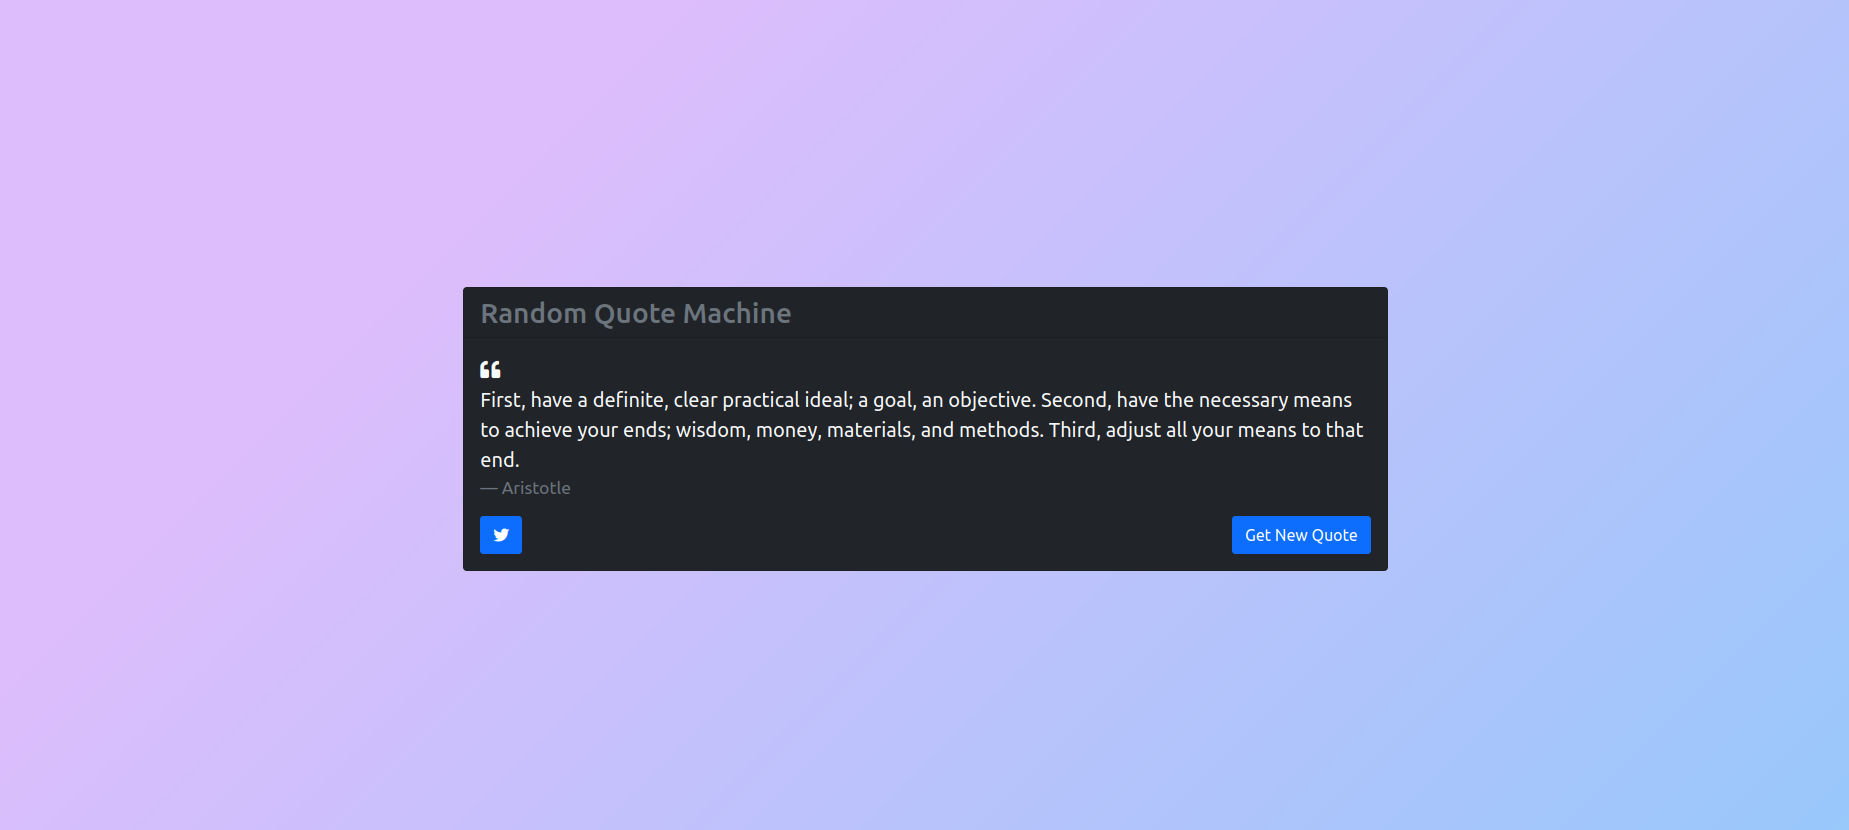 Random Quote Machine
First, have a definite, clear practical ideal; a goal, an objective. Second, have the necessary means
to achieve your ends; wisdom, money, materials, and methods. Third, adjust all your means to that
end.
— Aristotle
Get New Quote